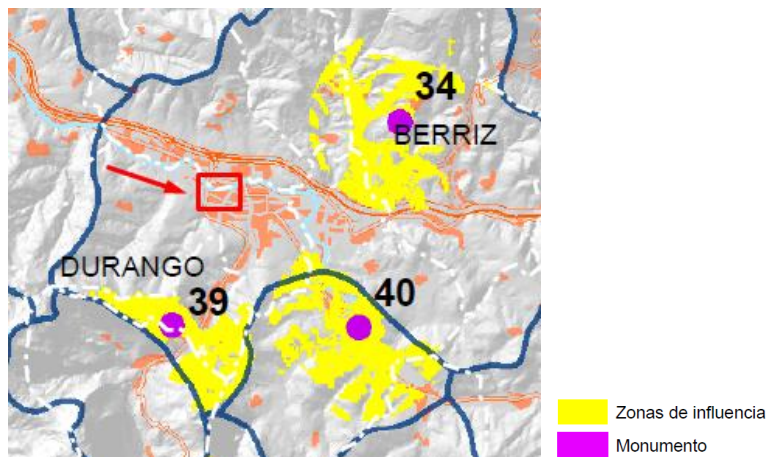 34
BERRIZ
DURANGO
39
40
Zonas de influencia
Monumento